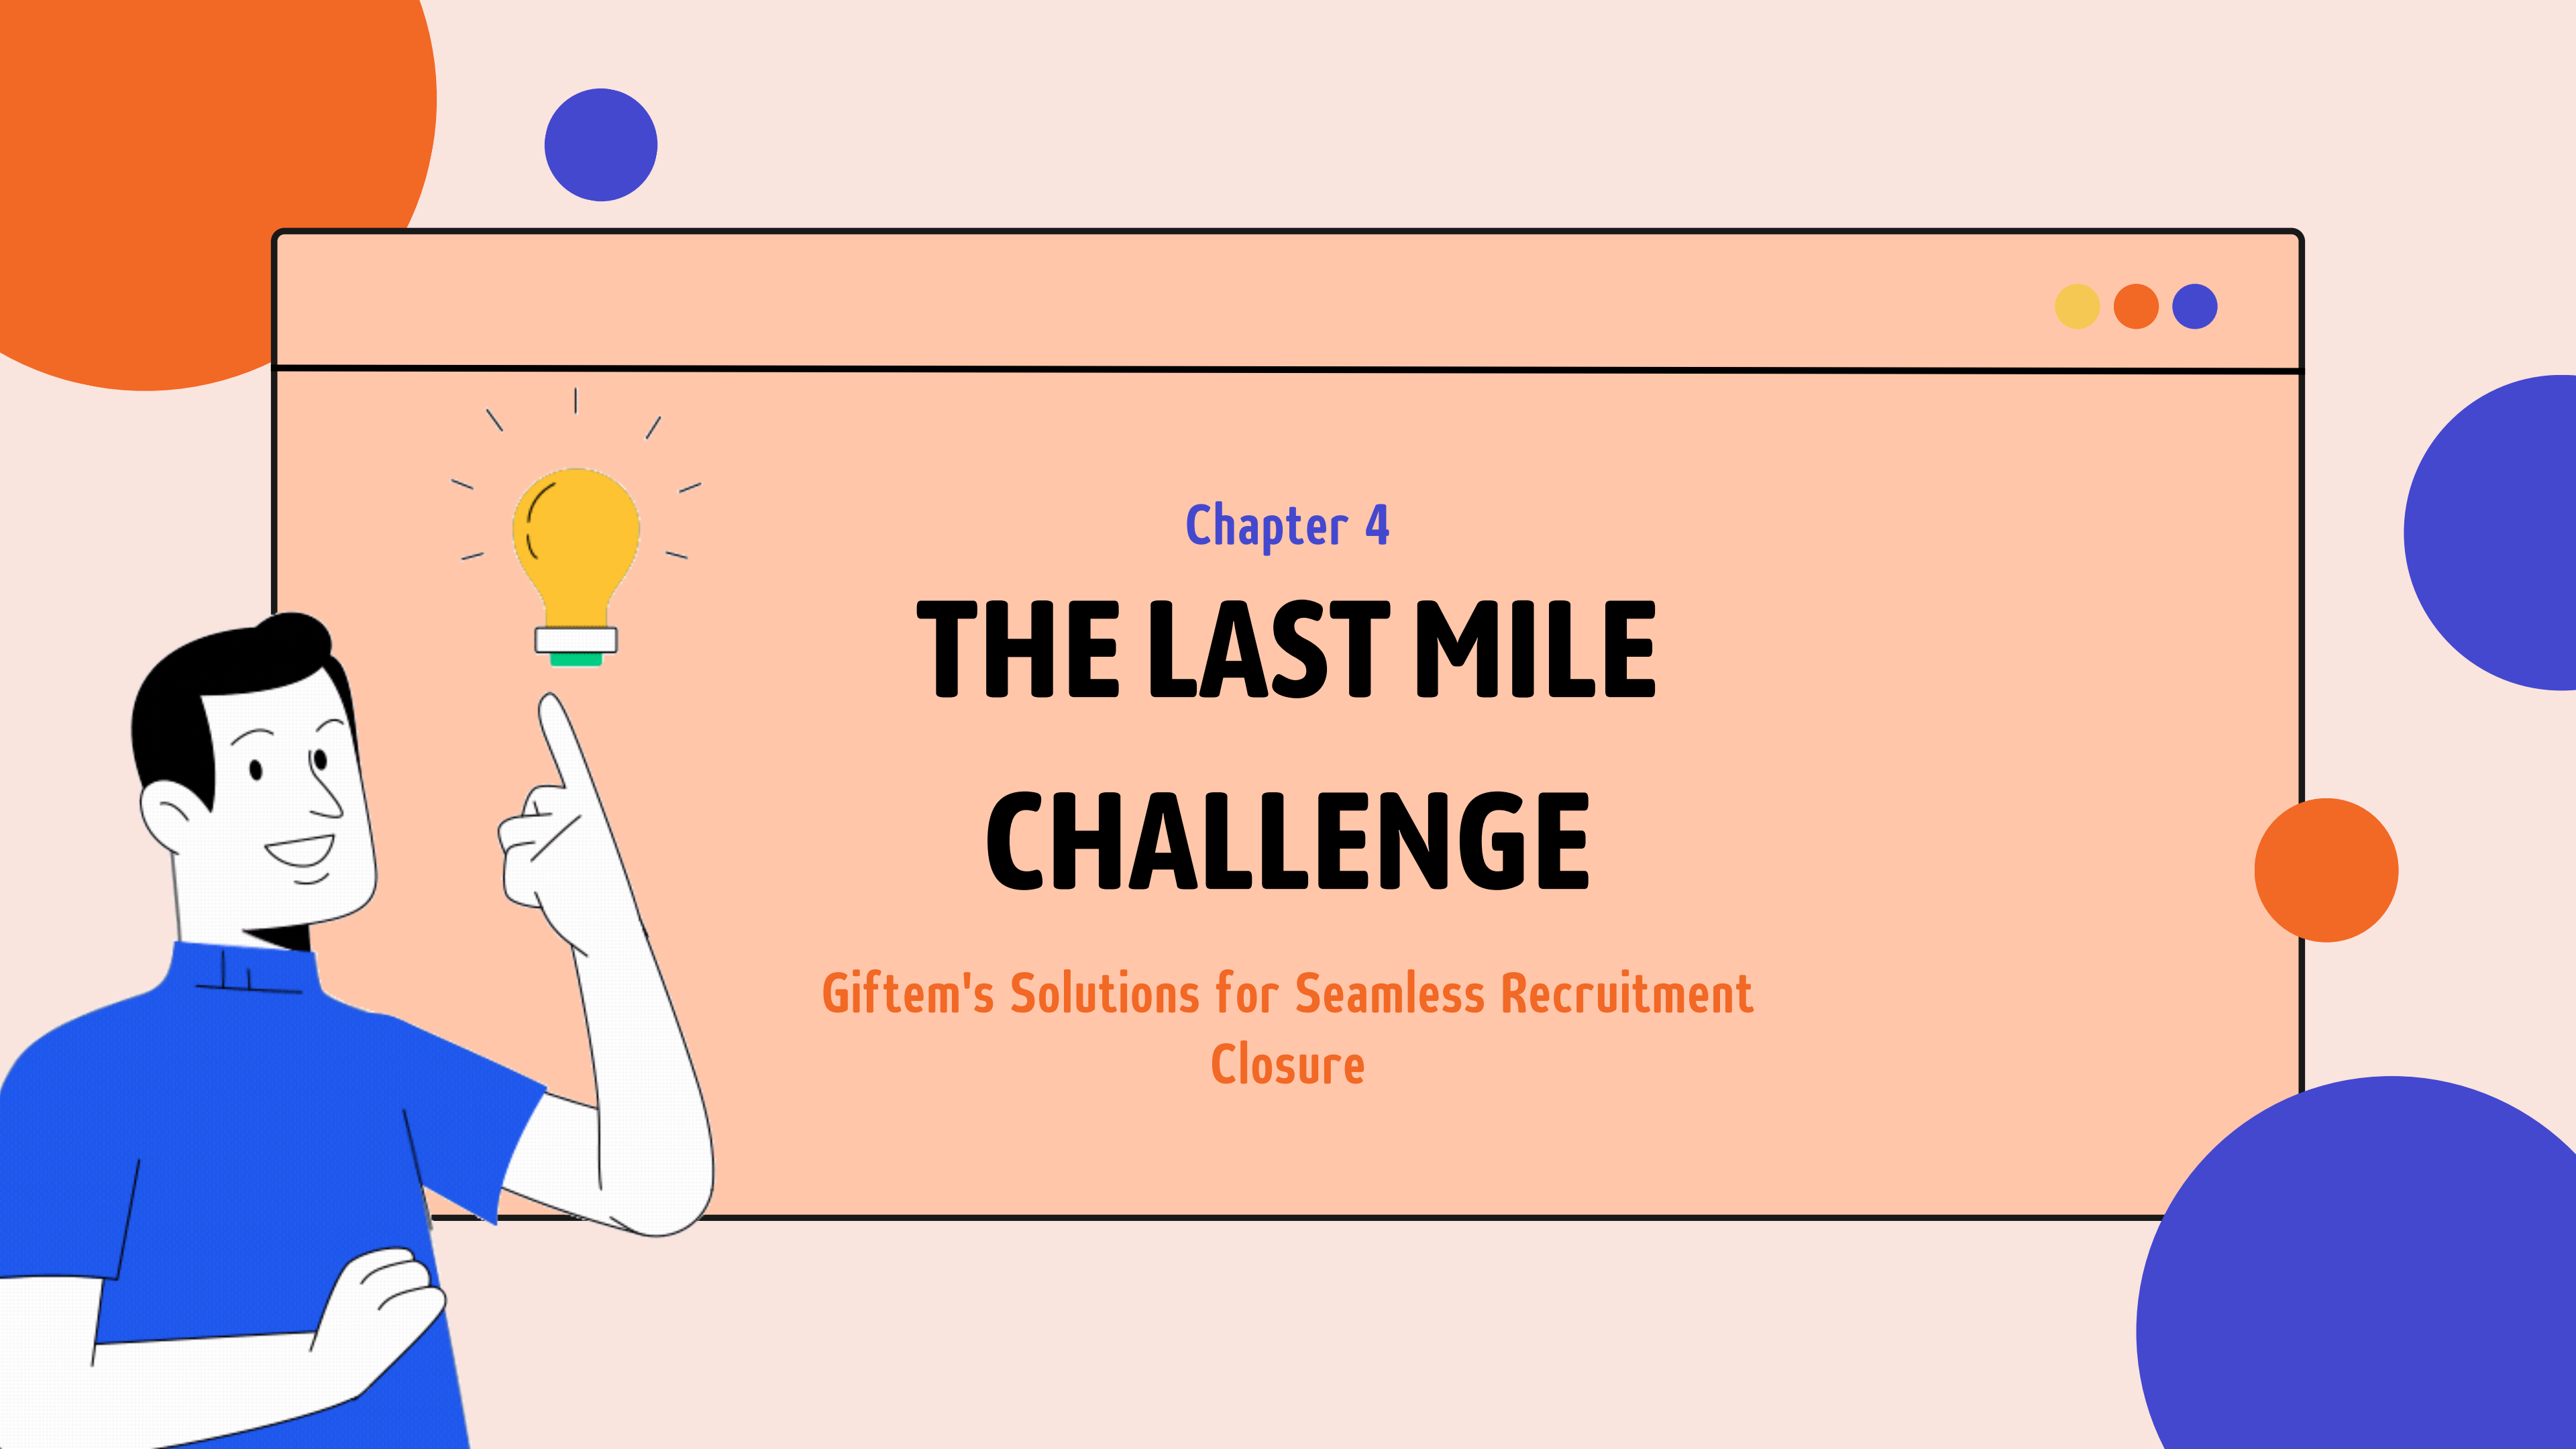 Chapter 4
THE LAST MILE
CHALLENGE
Giftem's Solutions for Seamless Recruitment
Closure